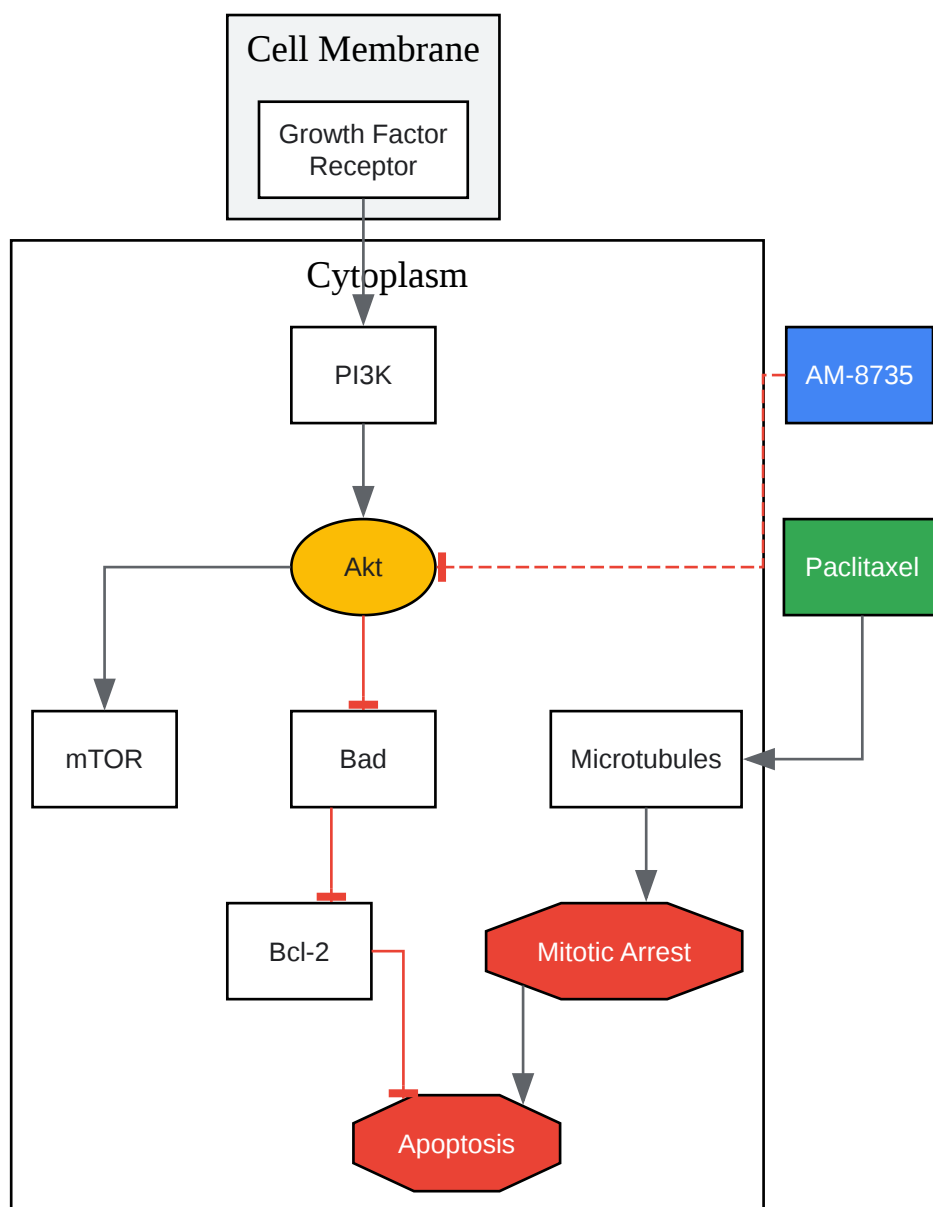 Cell Membrane
Growth Factor
Receptor
Cytoplasm
PI3K
AM-8735
Akt
Paclitaxel
mTOR
Bad
Microtubules
Bcl-2
Mitotic Arrest
Apoptosis